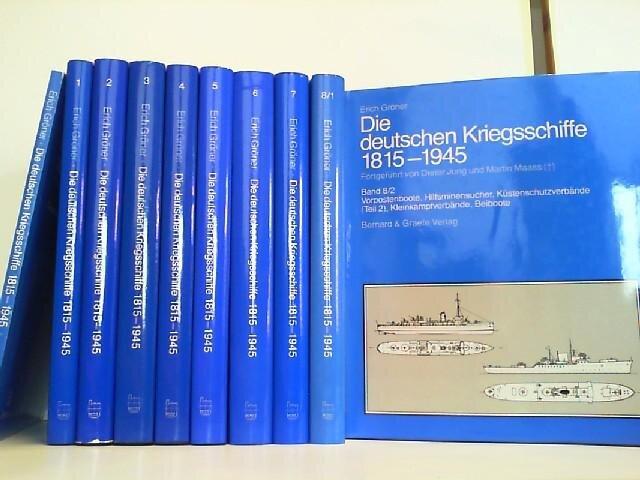 Erich Gröner Die deutschen Kriegsschiffe 1815-1945
1
Erich Gröner Die deutschen Kriegsschiffe 1815-1945
2
Erich Gröner Die deutschen Kriegsschiffe 1815-1945
3
Erich Gröner Die deutschen Kriegsschiffe 1815-1945
4
Erich Gröner Die deutschen Kriegsschiffe 1815-1945
5
Erich Gröner Die deutschen Kriegsschiffe 1815-1945
6
Erich Gröner Die deutschen Kriegsschiffe 1815-1945
7
Erich Gröner Die deutschen Kriegsschiffe 1815-1945
8/1
Erich Gröner Die deutschen Kriegsschiffe 1815-1945
Erich Gröner
Die
deutschen Kriegsschiffe
1815–1945
Fortgeführt von Dieter Jung und Martin Maass (†)
Band 8/2
Vorpostenboote, Hilfsminensucher, Küstenschutzverbände
(Teil 2), Kleinkampfverbände, Beiboote
Bernard & Graefe Verlag